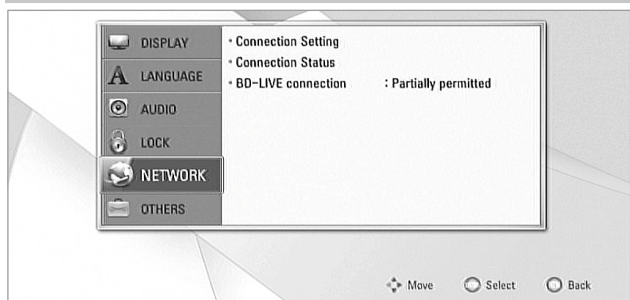 DISPLAY
LANGUAGE
AUDIO
LOCK
NETWORK
OTHERS
• Connection Setting
• Connection Status
• BD-LIVE connection : Partially permitted
Move Select Back